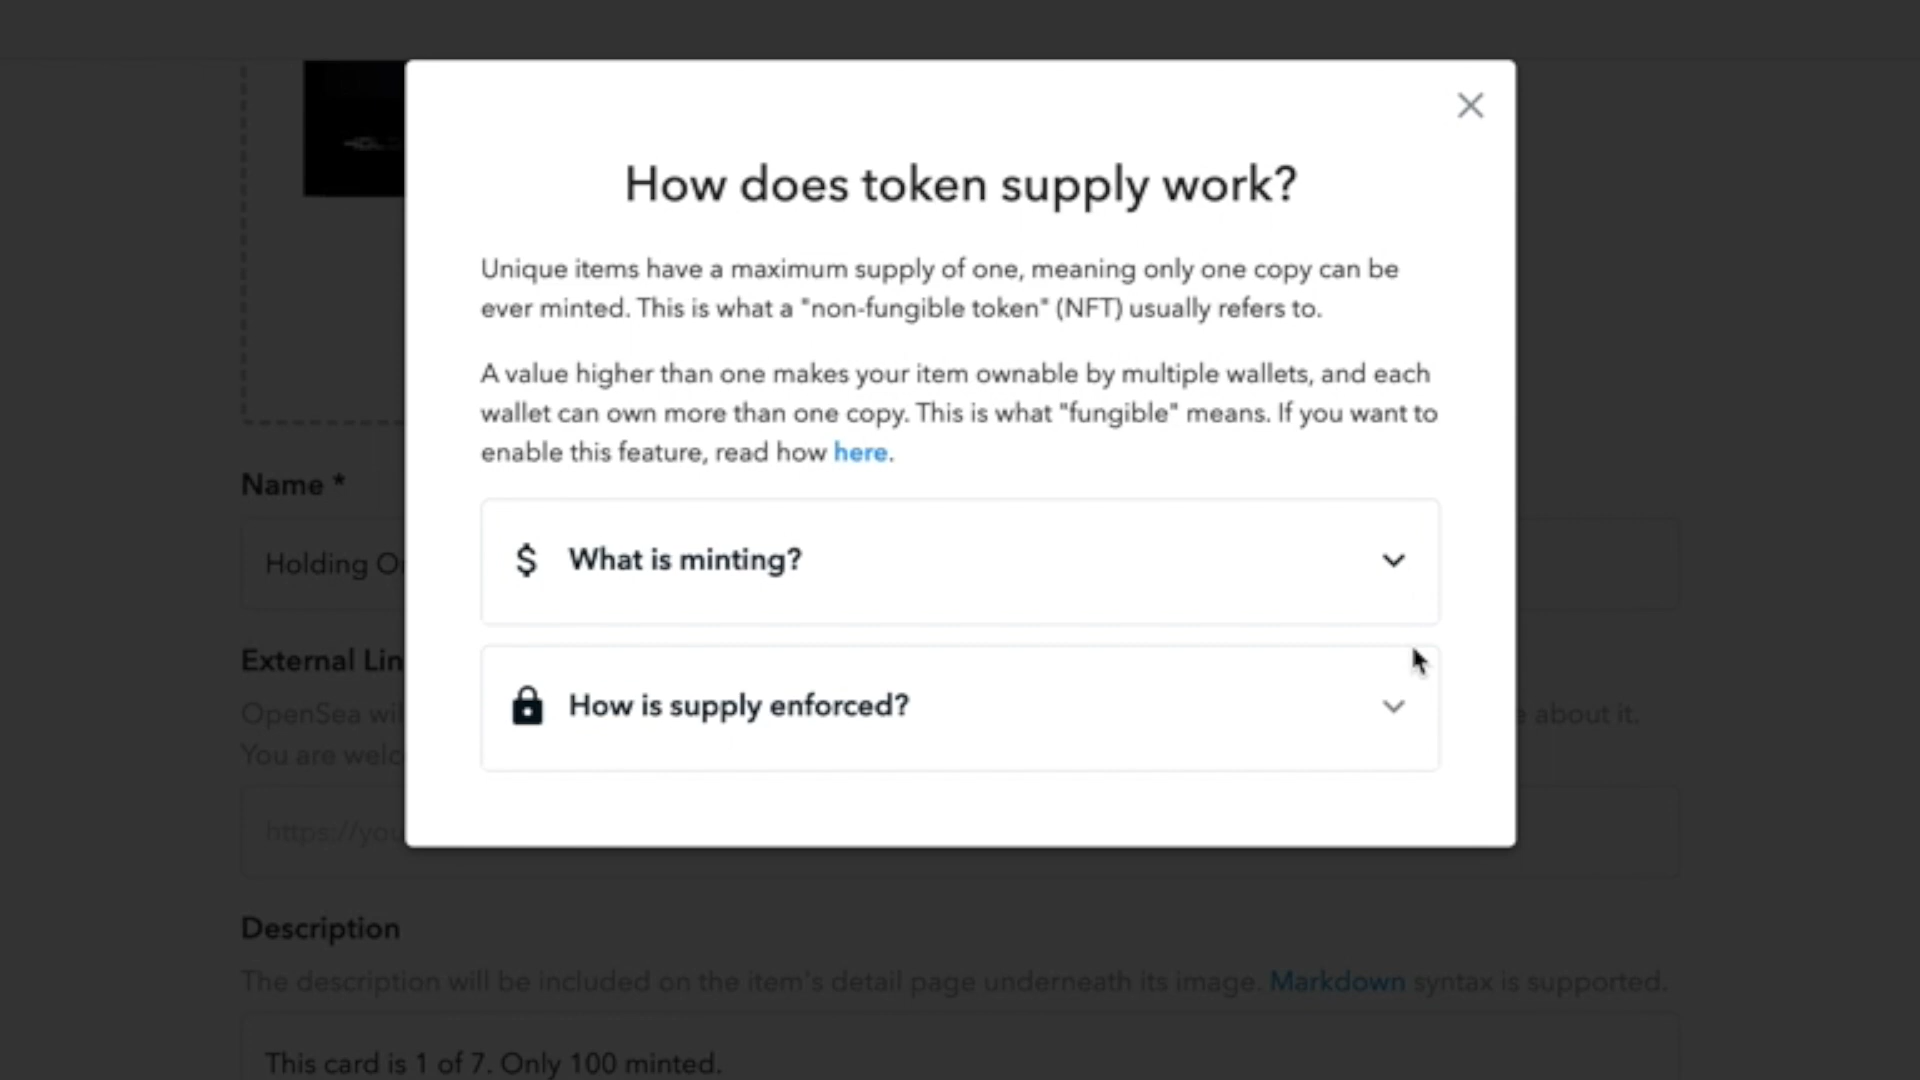 How does token supply work?
Unique items have a maximum supply of one, meaning only one copy can be
ever minted. This is what a "non-fungible token" (NFT) usually refers to.
A value higher than one makes your item ownable by multiple wallets, and each
wallet can own more than one copy. This is what "fungible" means. If you want to
enable this feature, read how here.
$ What is minting?
How is supply enforced?
Name *
Holding
External
OpenSea
about it.
You are
Description
The description will be included on the item's detail page underneath its image. Markdown syntax is supported.
This card is 1 of 7. Only 100 minted.